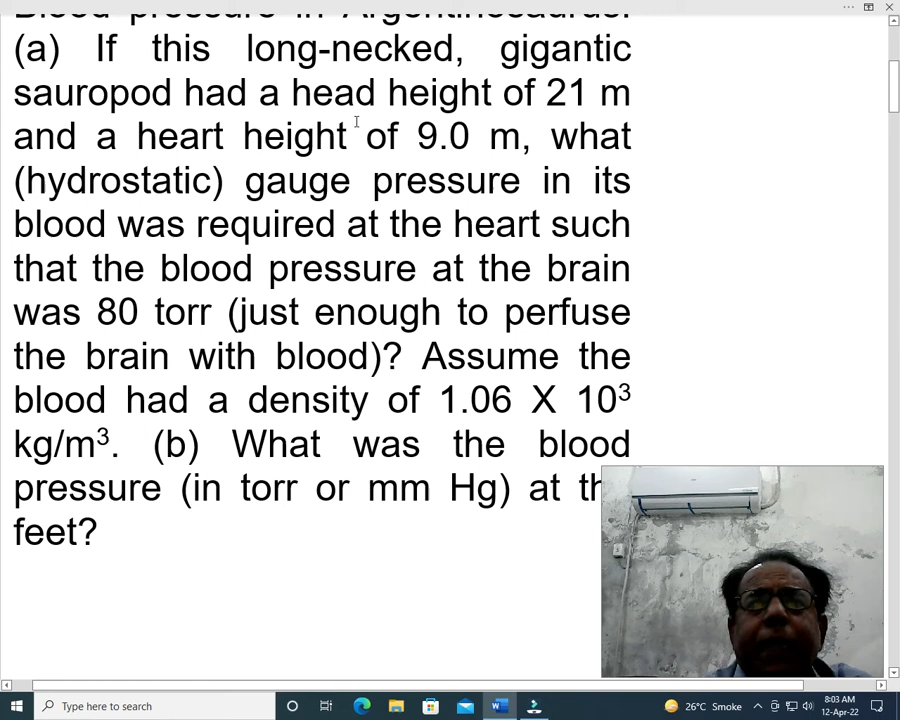 Blood pressure in Argentinosaurus.
(a) If this long-necked, gigantic
sauropod had a head height of 21 m
and a heart height of 9.0 m, what
(hydrostatic) gauge pressure in its
blood was required at the heart such
that the blood pressure at the brain
was 80 torr (just enough to perfuse
the brain with blood)? Assume the
blood had a density of 1.06 X 10³
kg/m³. (b) What was the blood
pressure (in torr or mm Hg) at
feet?
Type here to search
26°C Smoke
8:03 AM
12-Apr-22